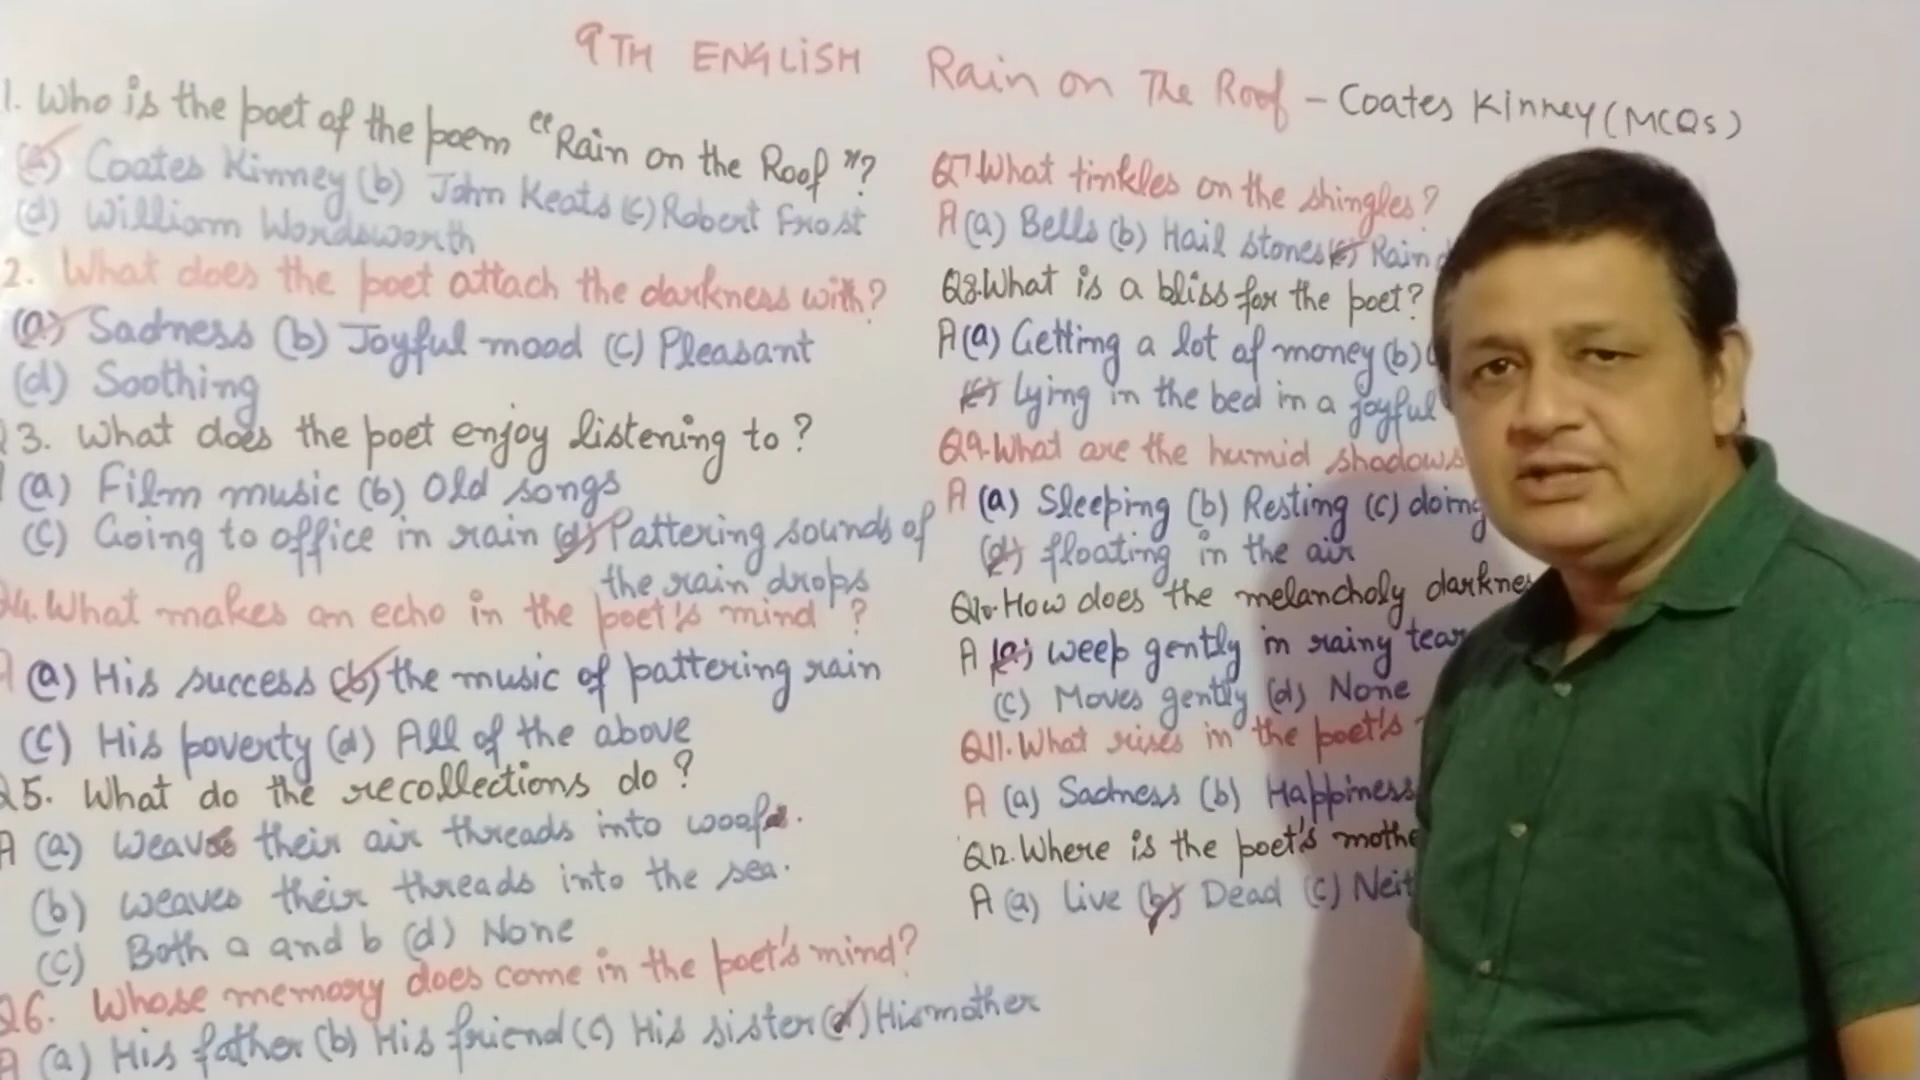 9TH ENGLISH Rain on The Roof - Coates Kinney (MCQs)
1. Who is the poet of the poem "Rain on the Roof"?
(a) Coates Kinney (b) John Keats (c) Robert Frost
(d) William Wordsworth
2. What does the poet attach the darkness with?
(a) Sadness (b) Joyful mood (c) Pleasant
(d) Soothing
3. What does the poet enjoy listening to?
(a) Film music (b) Old songs
(c) Going to office in rain (d) Pattering sounds of
the rain drops
Q4. What makes an echo in the poet's mind?
A (a) His success (b) the music of pattering rain
(c) His poverty (d) All of the above
Q5. What do the recollections do?
A (a) Weave their air threads into woof.
(b) weaves their threads into the sea.
(c) Both a and b (d) None
Q6. Whose memory does come in the poet's mind?
A (a) His father (b) His friend (c) His sister (d) His mother
Q7. What tinkles on the shingles?
A (a) Bells (b) Hail stones (c) Rain
Q8. What is a bliss for the poet?
A (a) Getting a lot of money (b)
(c) lying in the bed in a joyful
Q9. What are the humid shadows
A (a) Sleeping (b) Resting (c) doing
(d) floating in the air
Q10. How does the melancholy
A (a) weep gently in rainy
(c) Moves gently (d) None
Q11. What rises in the poet's
A (a) Sadness (b) Happiness
Q12. Where is the poet's
A (a) Live (b) Dead (c)